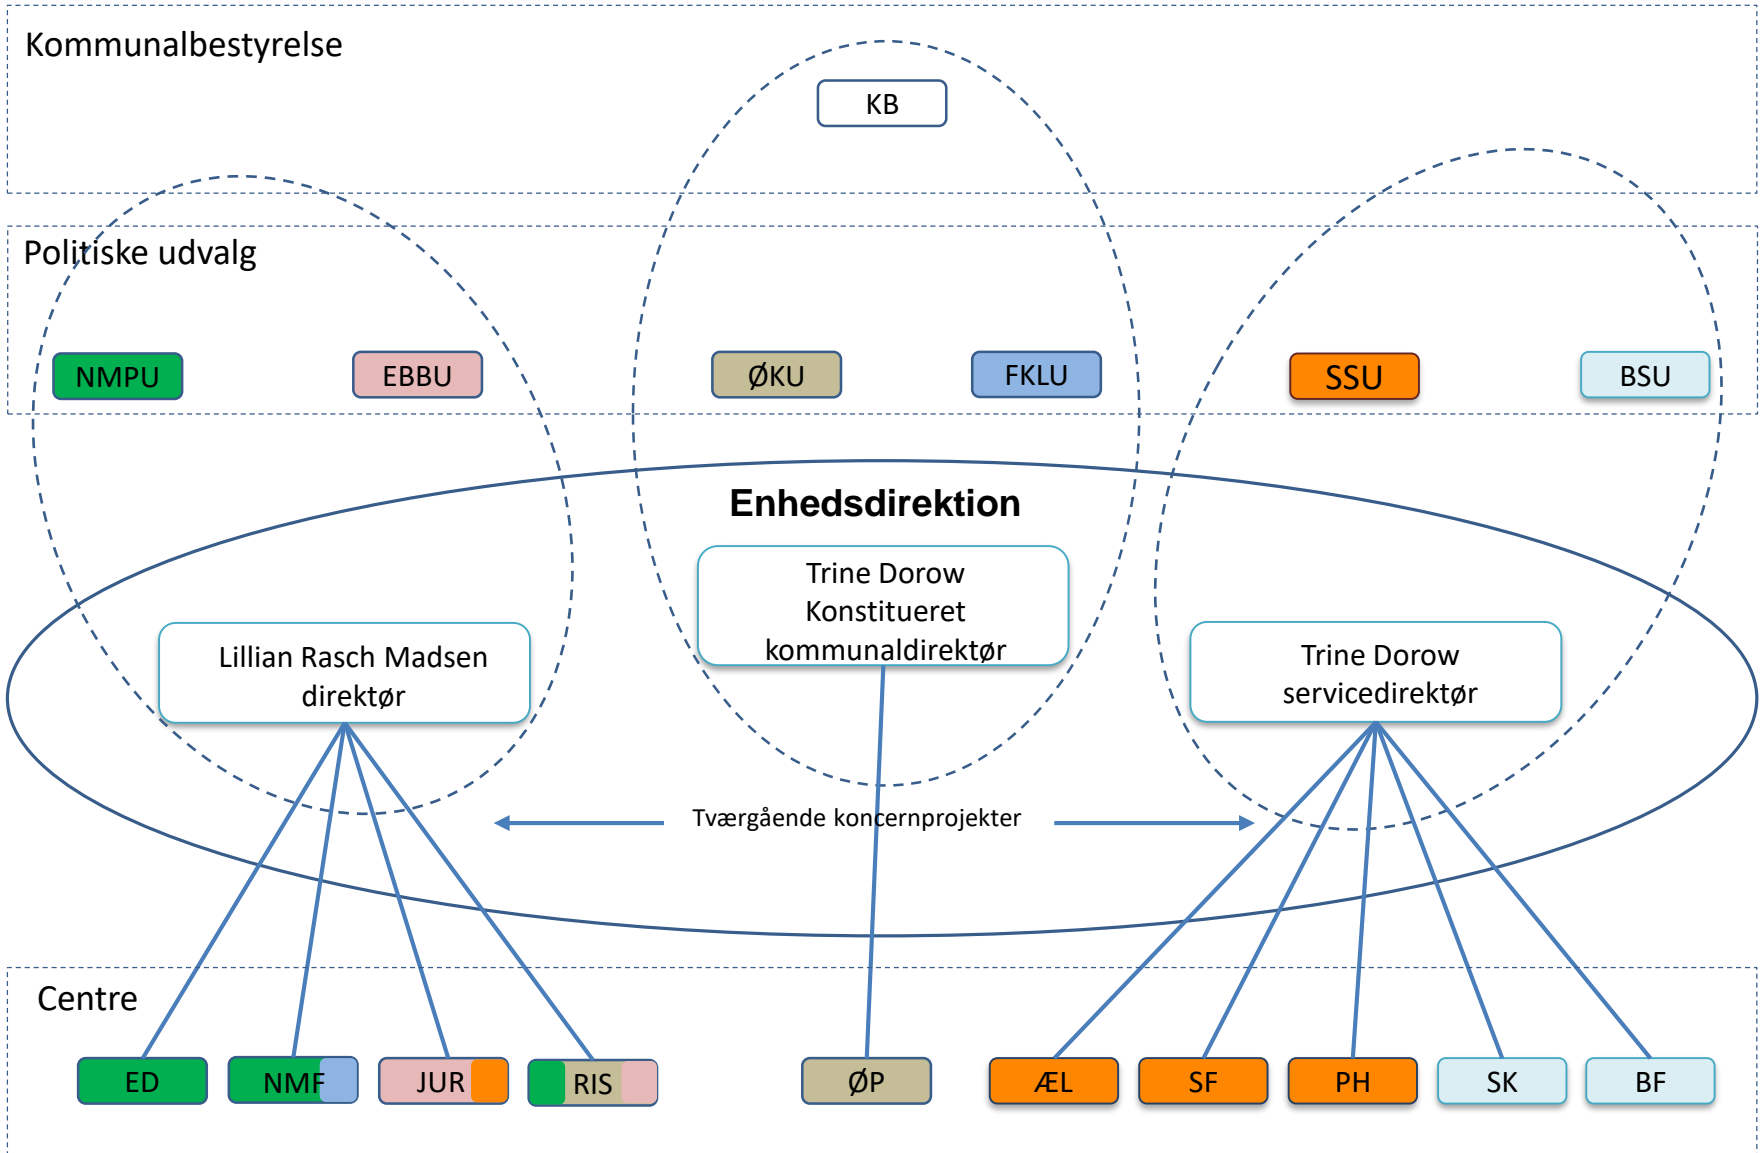 Kommunalbestyrelse
KB
Politiske udvalg
NMPU
EBBU
ØKU
FKLU
SSU
BSU
Enhedsdirektion
Trine Dorow
Konstitueret
kommunaldirektør
Lillian Rasch Madsen
direktør
Trine Dorow
servicedirektør
Tværgående koncernprojekter
Centre
ED
NMF
JUR
RIS
ØP
ÆL
SF
PH
SK
BF